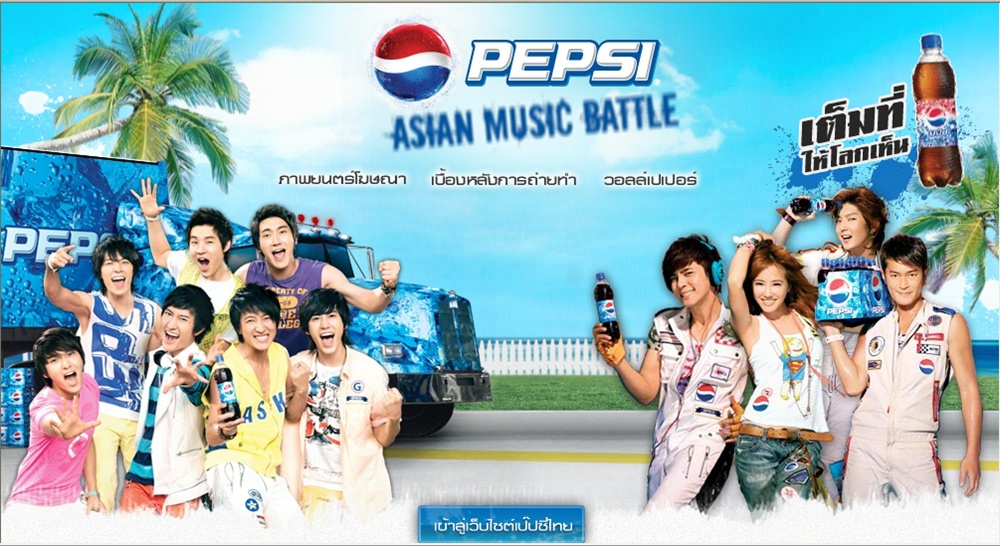 PEPSI
ASIAN MUSIC BATTLE
เต็มที่
ให้โลกเห็น
ภาพยนตร์โฆษณา
เบื้องหลังการถ่ายทำ
วอลล์เปเปอร์
PEPS
PEPSI
G
ASK
เข้าสู่เว็บไซต์เป๊ปซี่ไทย